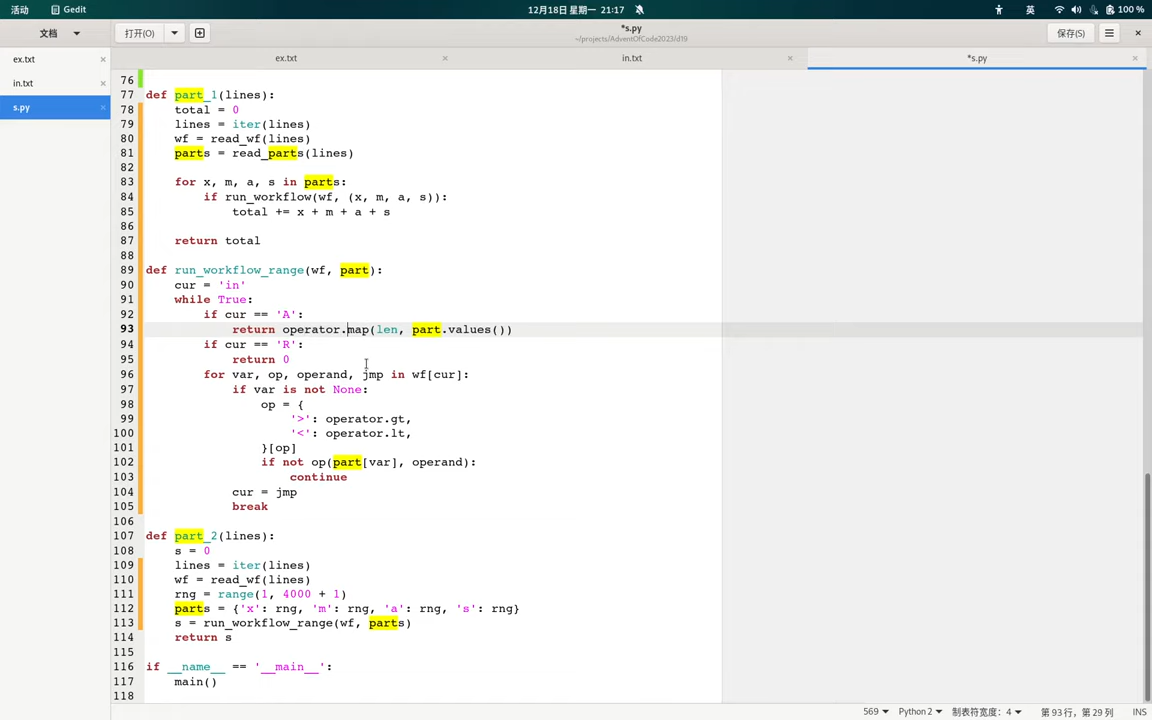 活动 Gedit 12月18日 星期一 21:17 英 100 %
文档 打开(O) *s.py 保存(S)
~/projects/AdventOfCode2023/d19
ex.txt × ex.txt × in.txt × *s.py ×
in.txt ×
s.py ×
76
77 def part_1(lines):
78     total = 0
79     lines = iter(lines)
80     wf = read_wf(lines)
81     parts = read_parts(lines)
82
83     for x, m, a, s in parts:
84         if run_workflow(wf, (x, m, a, s)):
85             total += x + m + a + s
86
87     return total
88
89 def run_workflow_range(wf, part):
90     cur = 'in'
91     while True:
92         if cur == 'A':
93             return operator.map(len, part.values())
94         if cur == 'R':
95             return 0
96         for var, op, operand, jmp in wf[cur]:
97             if var is not None:
98                 op = {
99                     '>': operator.gt,
100                     '<': operator.lt,
101                 }[op]
102                 if not op(part[var], operand):
103                     continue
104             cur = jmp
105             break
106
107 def part_2(lines):
108     s = 0
109     lines = iter(lines)
110     wf = read_wf(lines)
111     rng = range(1, 4000 + 1)
112     parts = {'x': rng, 'm': rng, 'a': rng, 's': rng}
113     s = run_workflow_range(wf, parts)
114     return s
115
116 if __name__ == '__main__':
117     main()
118
569 Python 2 制表符宽度：4 第 93 行，第 29 列 INS